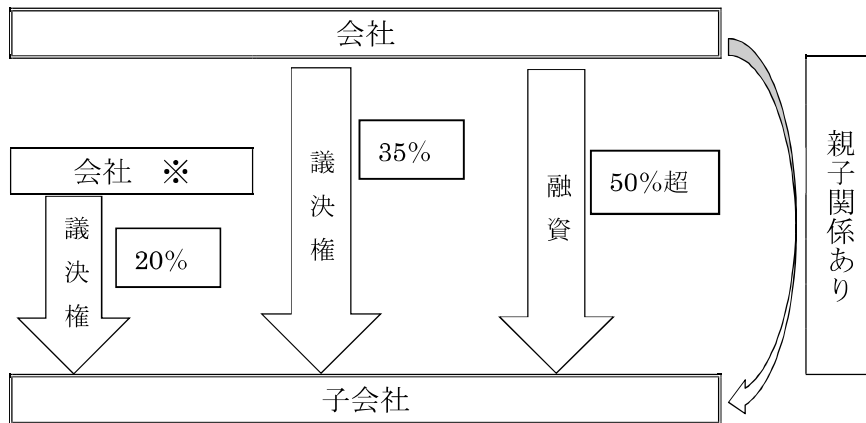 会社
会社　※
議決権
20%
議決権
35%
融資
50%超
親子関係あり
子会社